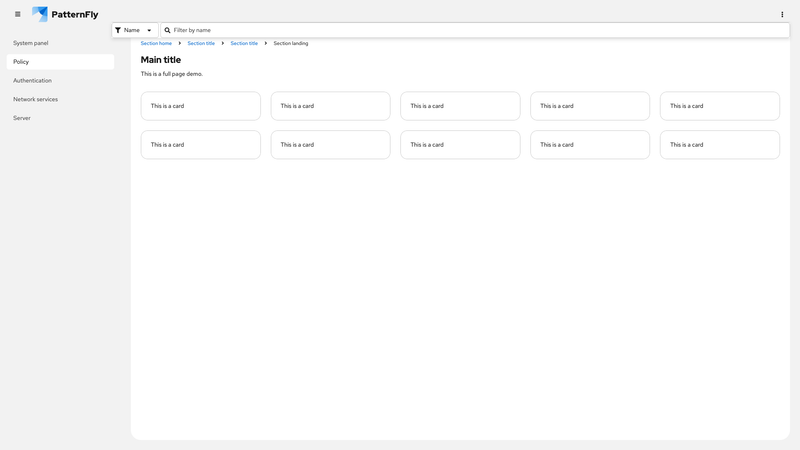 PatternFly
Name Filter by name
System panel
Policy
Authentication
Network services
Server
Section home Section title Section title Section landing
Main title
This is a full page demo.
This is a card This is a card This is a card This is a card This is a card
This is a card This is a card This is a card This is a card This is a card